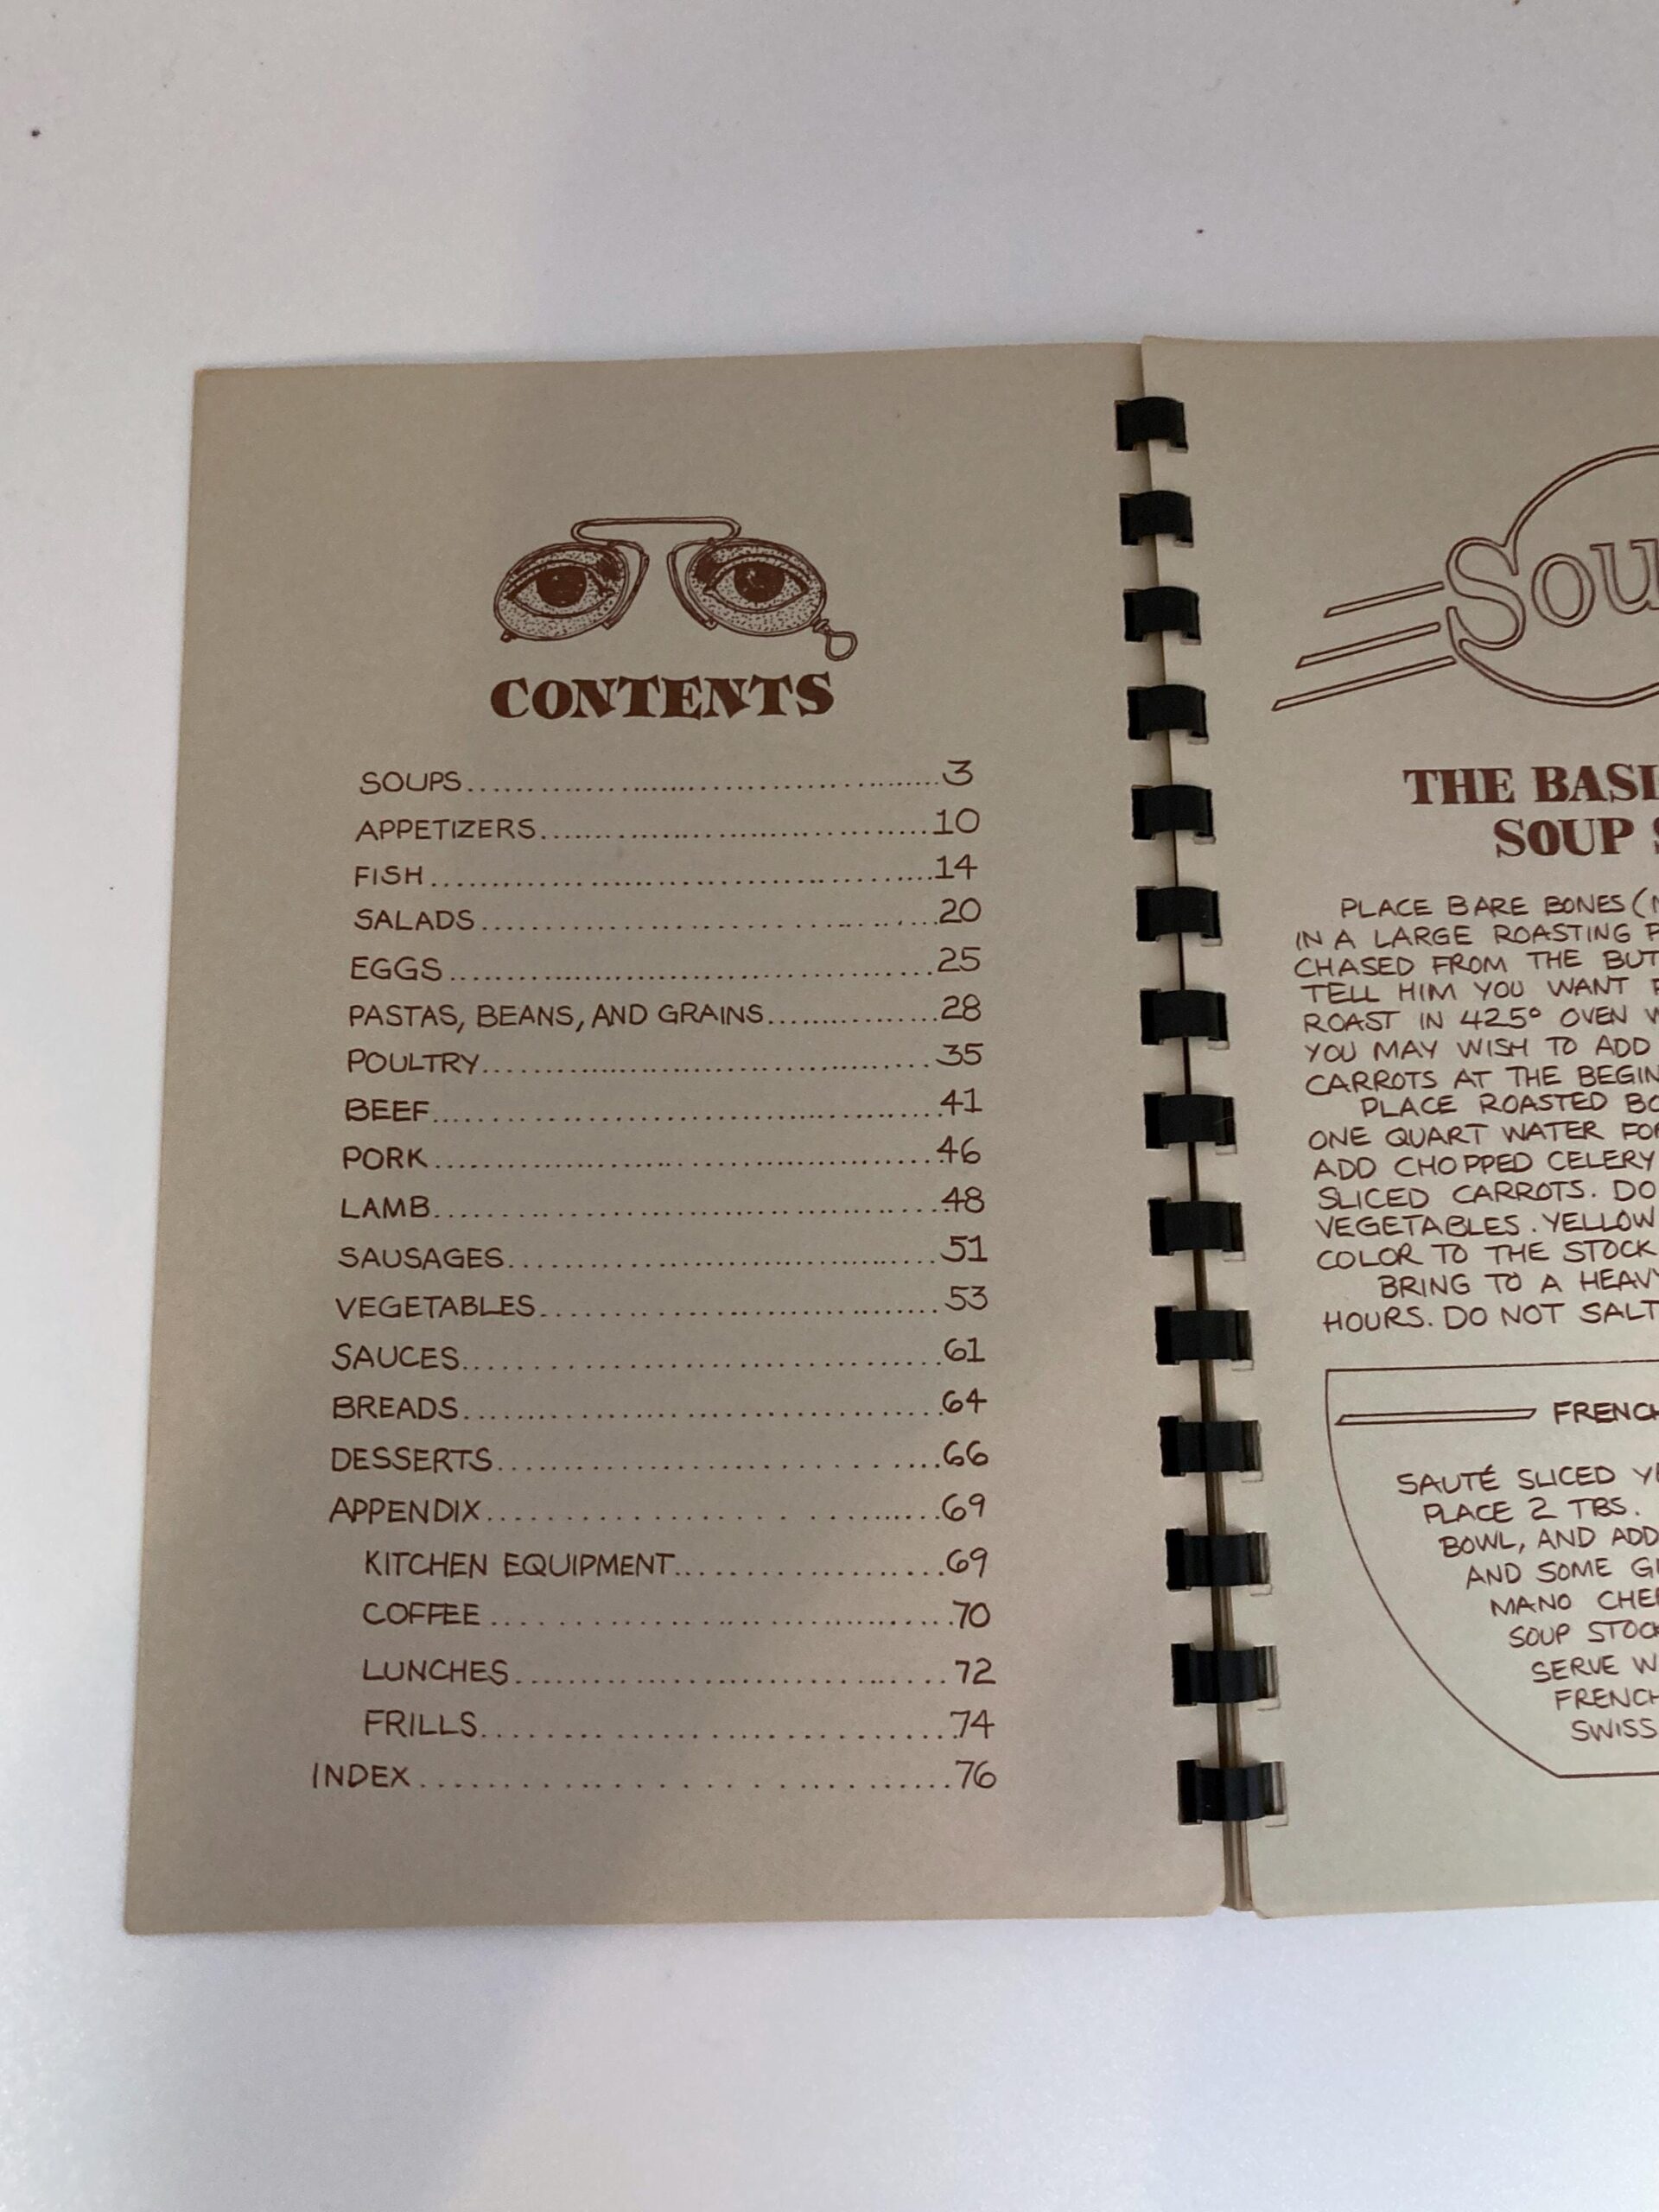 CONTENTS
SOUPS.....................................3
APPETIZERS.....................................10
FISH.....................................14
SALADS.....................................20
EGGS.....................................25
PASTAS, BEANS, AND GRAINS.................28
POULTRY.....................................35
BEEF.....................................41
PORK.....................................46
LAMB.....................................48
SAUSAGES.....................................51
VEGETABLES.....................................53
SAUCES.....................................61
BREADS.....................................64
DESSERTS.....................................66
APPENDIX.....................................69
KITCHEN EQUIPMENT.........................69
COFFEE.....................................70
LUNCHES.....................................72
FRILLS.....................................74
INDEX.....................................76
THE
SOUP
PLACE BARE BONES
IN A LARGE ROASTING
CHASED FROM THE
TELL HIM YOU WANT
ROAST IN 425° OVEN
YOU MAY WISH TO ADD
CARROTS AT THE
PLACE ROASTED
ONE QUART WATER
ADD CHOPPED CELERY
SLICED CARROTS. DO
VEGETABLES. YELLOW
COLOR TO THE STOCK
BRING TO A
HOURS. DO NOT SALT
SAUTÉ SLICED
PLACE 2 TBS.
BOWL, AND ADD
AND SOME
MANO
SOUP
SERVE